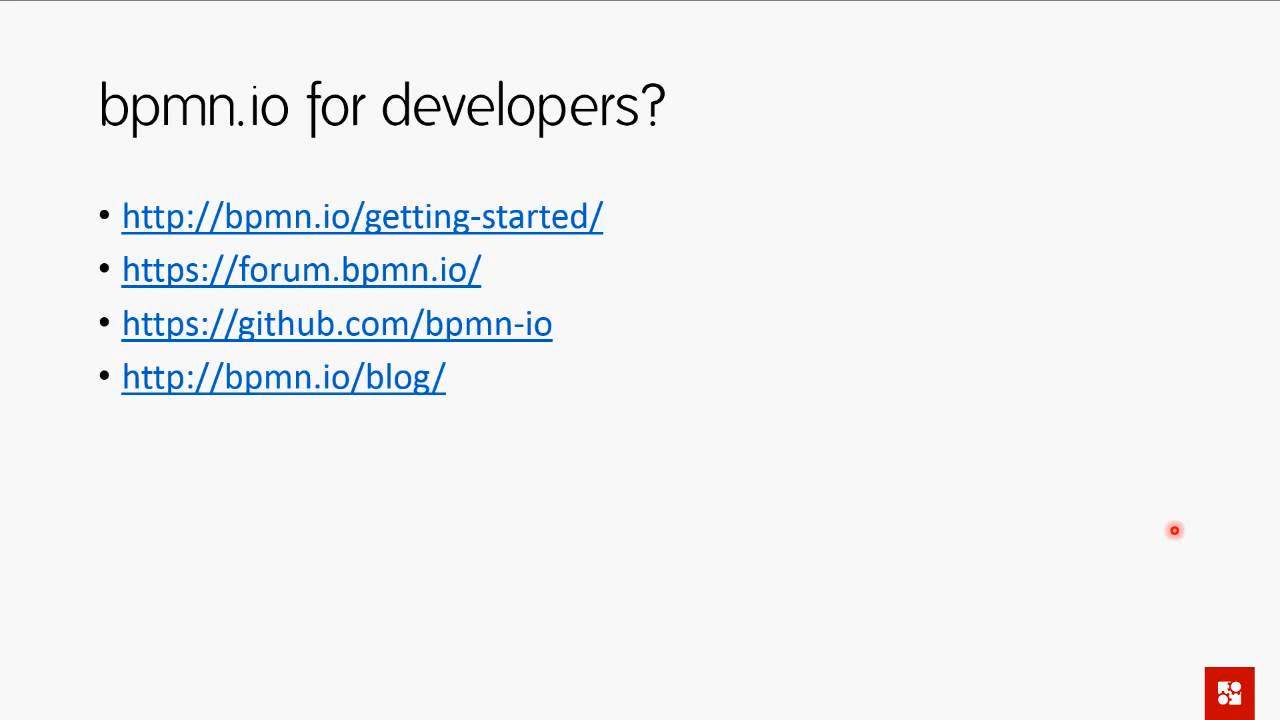 bpmn.io for developers?
• http://bpmn.io/getting-started/
• https://forum.bpmn.io/
• https://github.com/bpmn-io
• http://bpmn.io/blog/